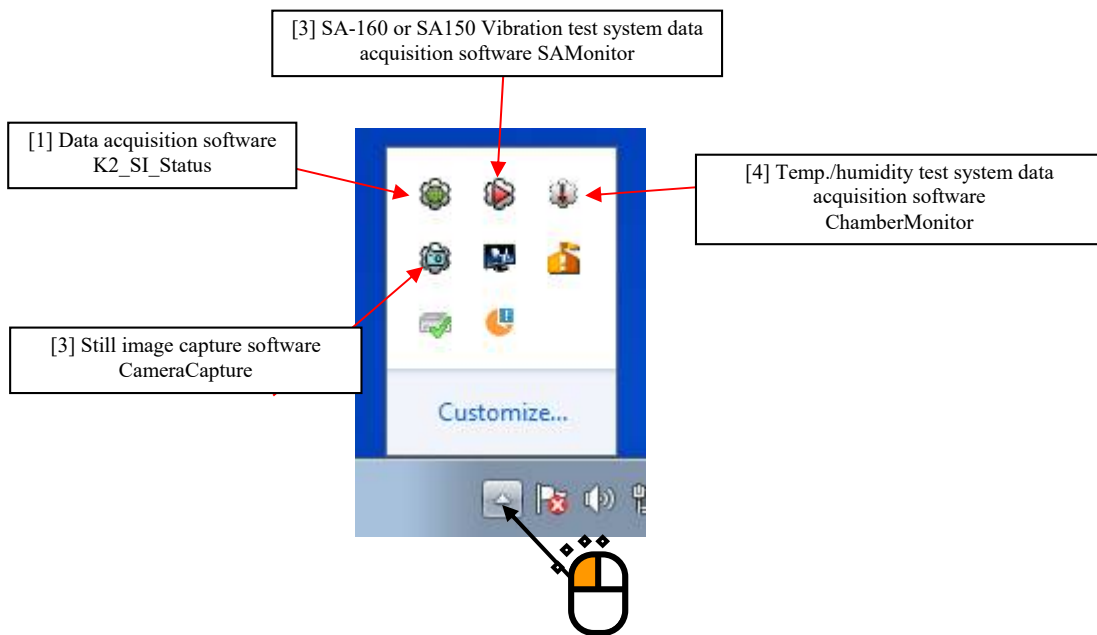 [3] SA-160 or SA150 Vibration test system data
acquisition software SAMonitor
[1] Data acquisition software
K2_SI_Status
[4] Temp./humidity test system data
acquisition software
ChamberMonitor
[3] Still image capture software
CameraCapture
Customize...